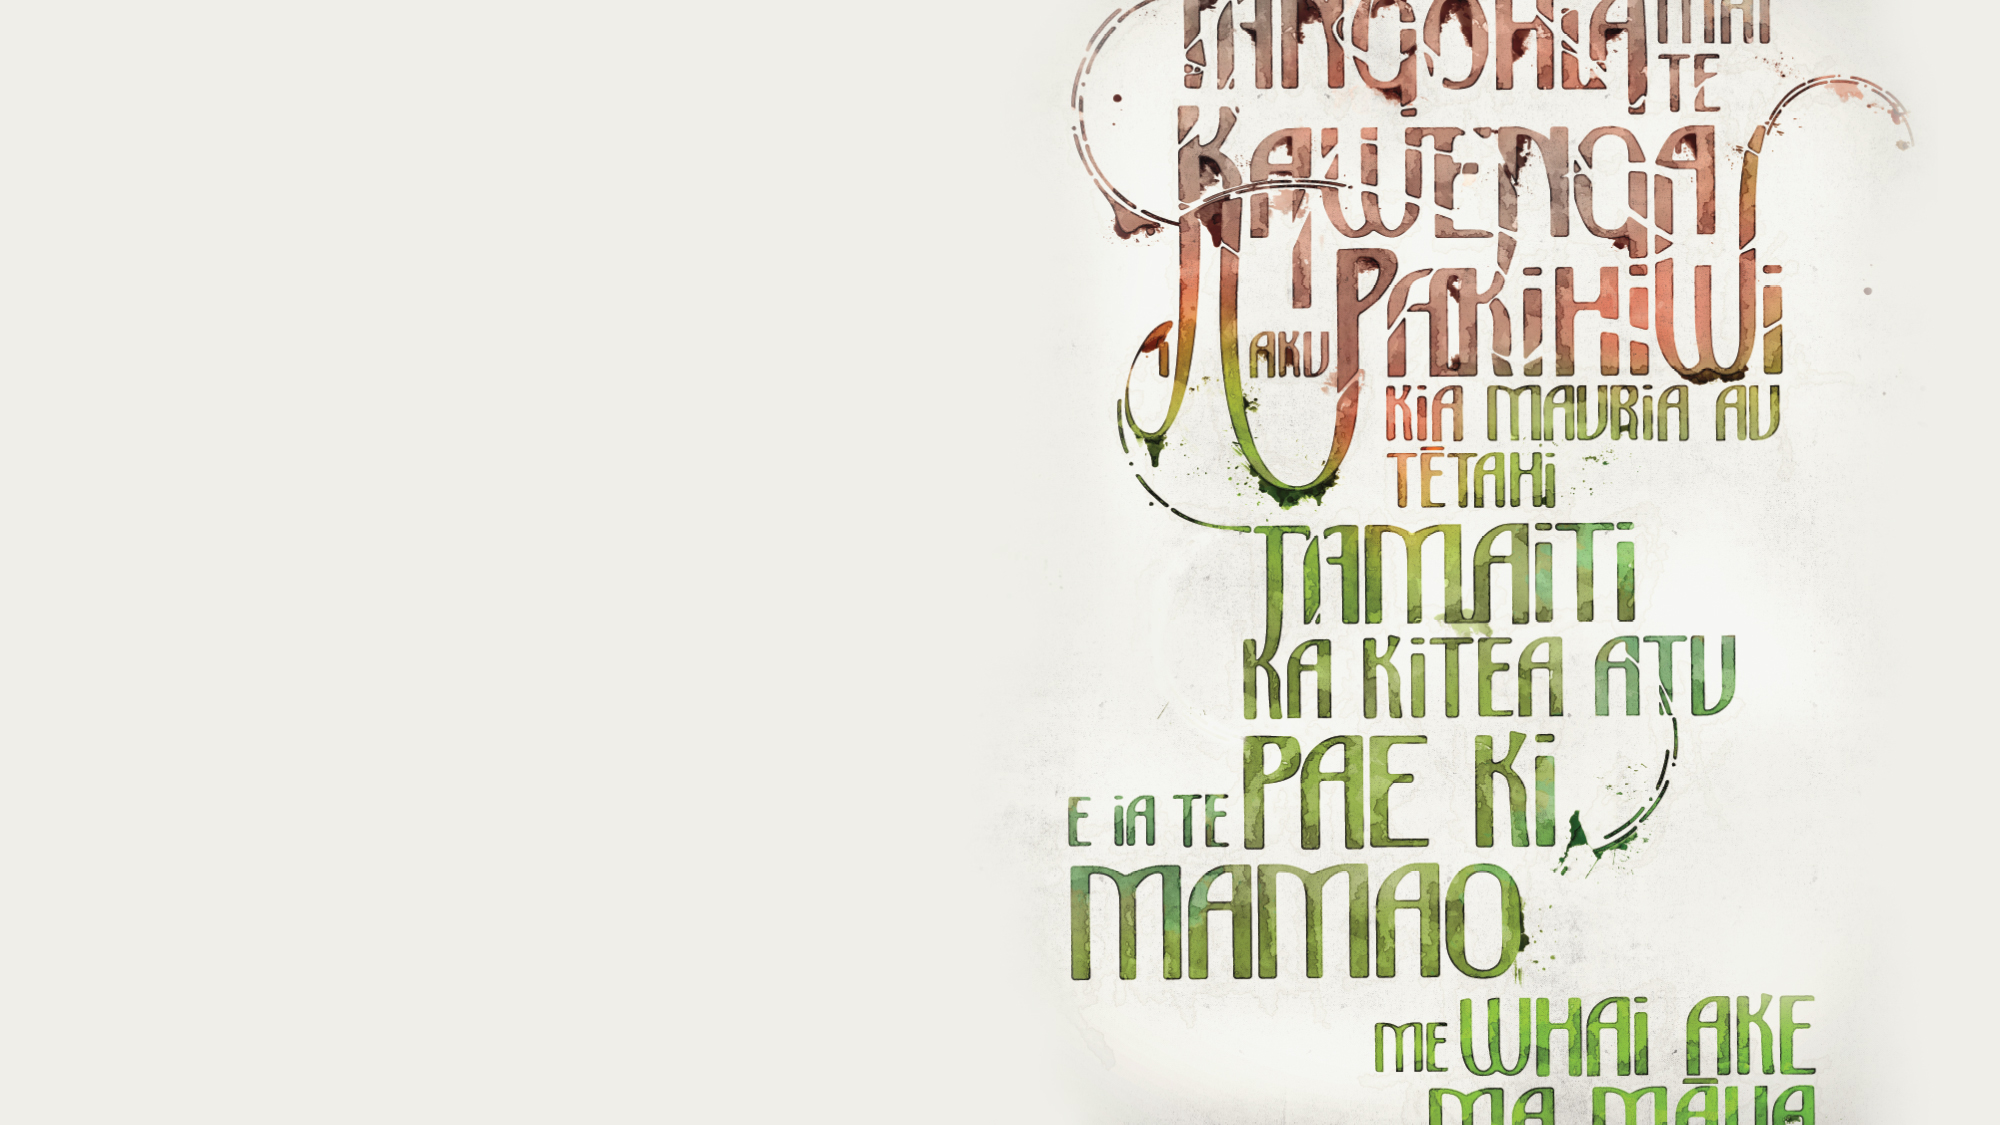 TANGOHIA MAI
TE
KAWENGA
I AKU PAKIHIWI
KIA MAURIA AU
TĒTAHI
TAMAITI
KA KITEA ATU
E IA TE PAE KI
MAMAO
ME WHAI AKE
MA MĀUA